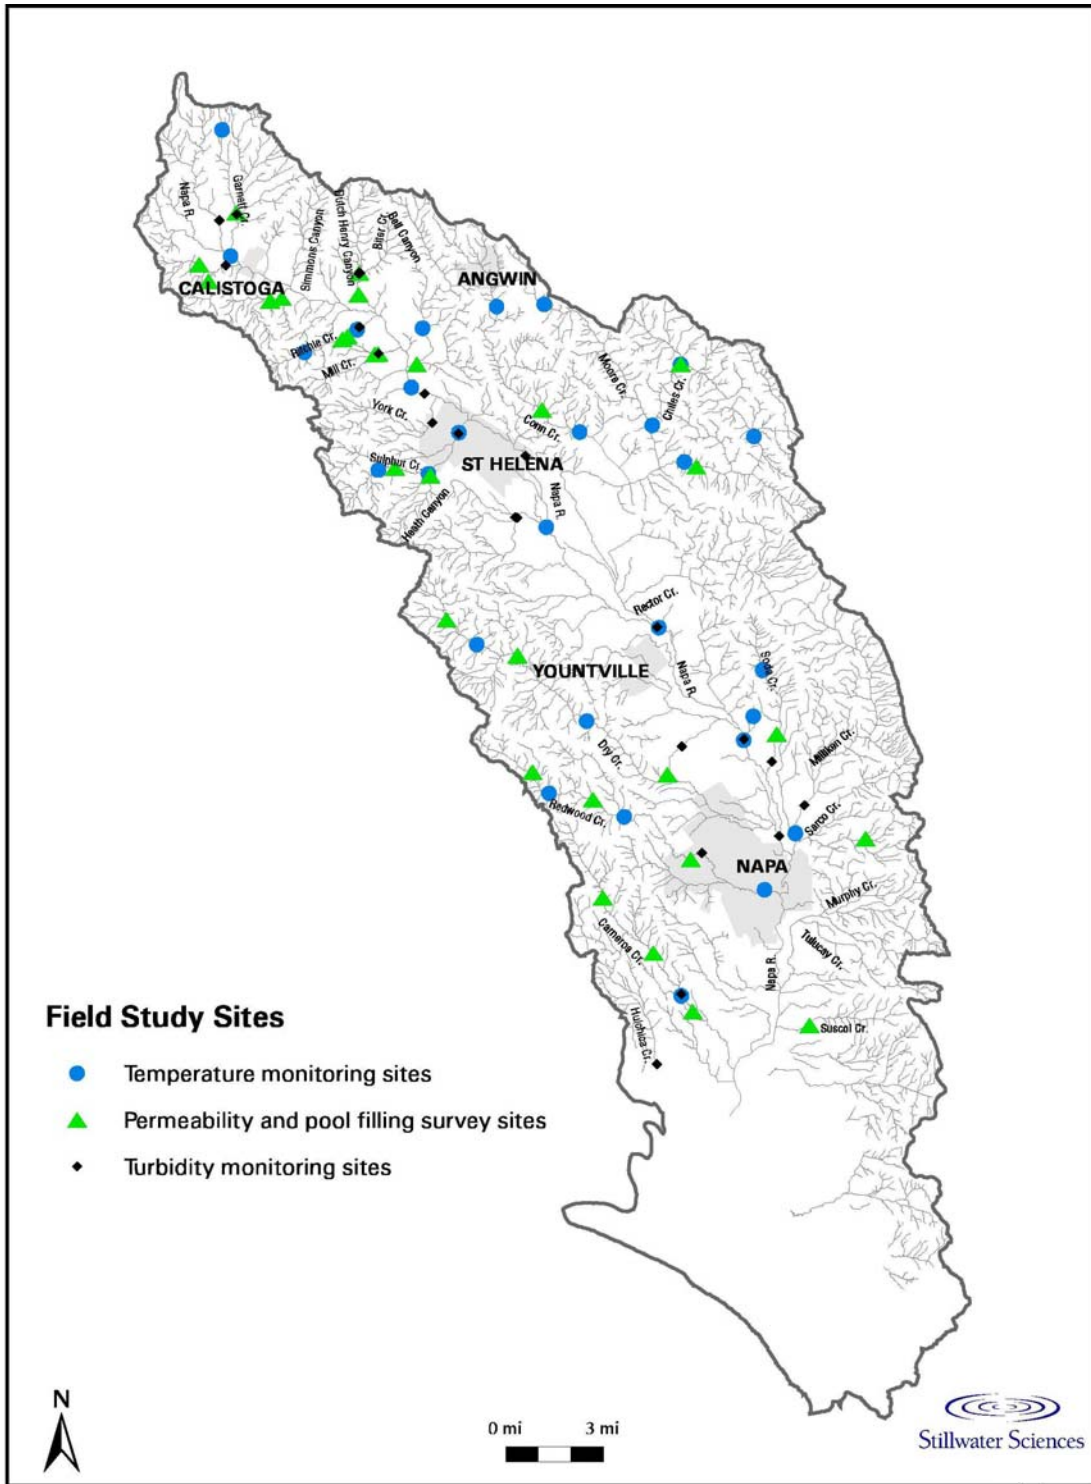 Napa R.
Garnett Cr.
Simmons Canyon
Dutch Henry Canyon
Biter Cr.
Bell Canyon
ANGWIN
CALISTOGA
Ritchie Cr.
Mill Cr.
Moore Cr.
Chiles Cr.
York Cr.
Conn Cr.
Sulphur Cr.
ST HELENA
Heath Canyon
Napa R.
Rector Cr.
YOUNTVILLE
Napa R.
Soda Cr.
Dry Cr.
Milliken Cr.
Redwood Cr.
Sarco Cr.
NAPA
Murphy Cr.
Carneros Cr.
Tulucay Cr.
Napa R.
Huichica Cr.
Suscol Cr.
Field Study Sites
Temperature monitoring sites
Permeability and pool filling survey sites
Turbidity monitoring sites
N
0 mi 3 mi
Stillwater Sciences